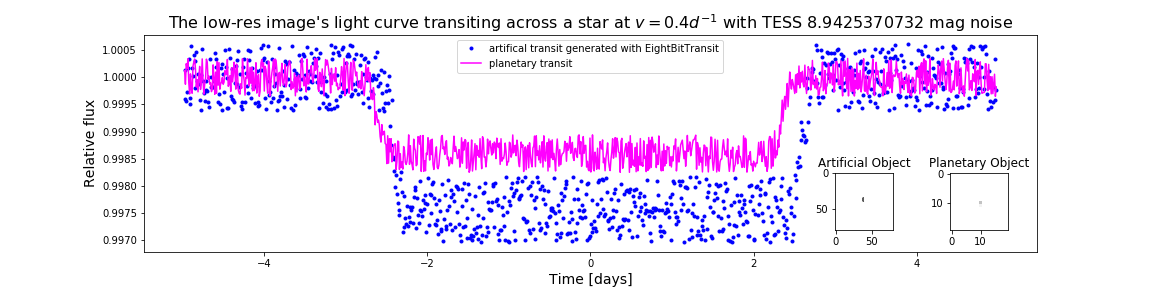 The low-res image's light curve transiting across a star at v = 0.4d⁻¹ with TESS 8.9425370732 mag noise
artifical transit generated with EightBitTransit
planetary transit
Relative flux
1.0005
1.0000
0.9995
0.9990
0.9985
0.9980
0.9975
0.9970
Artificial Object
0
50
0 50
Planetary Object
0
10
0 10
−4 −2 0 2 4
Time [days]